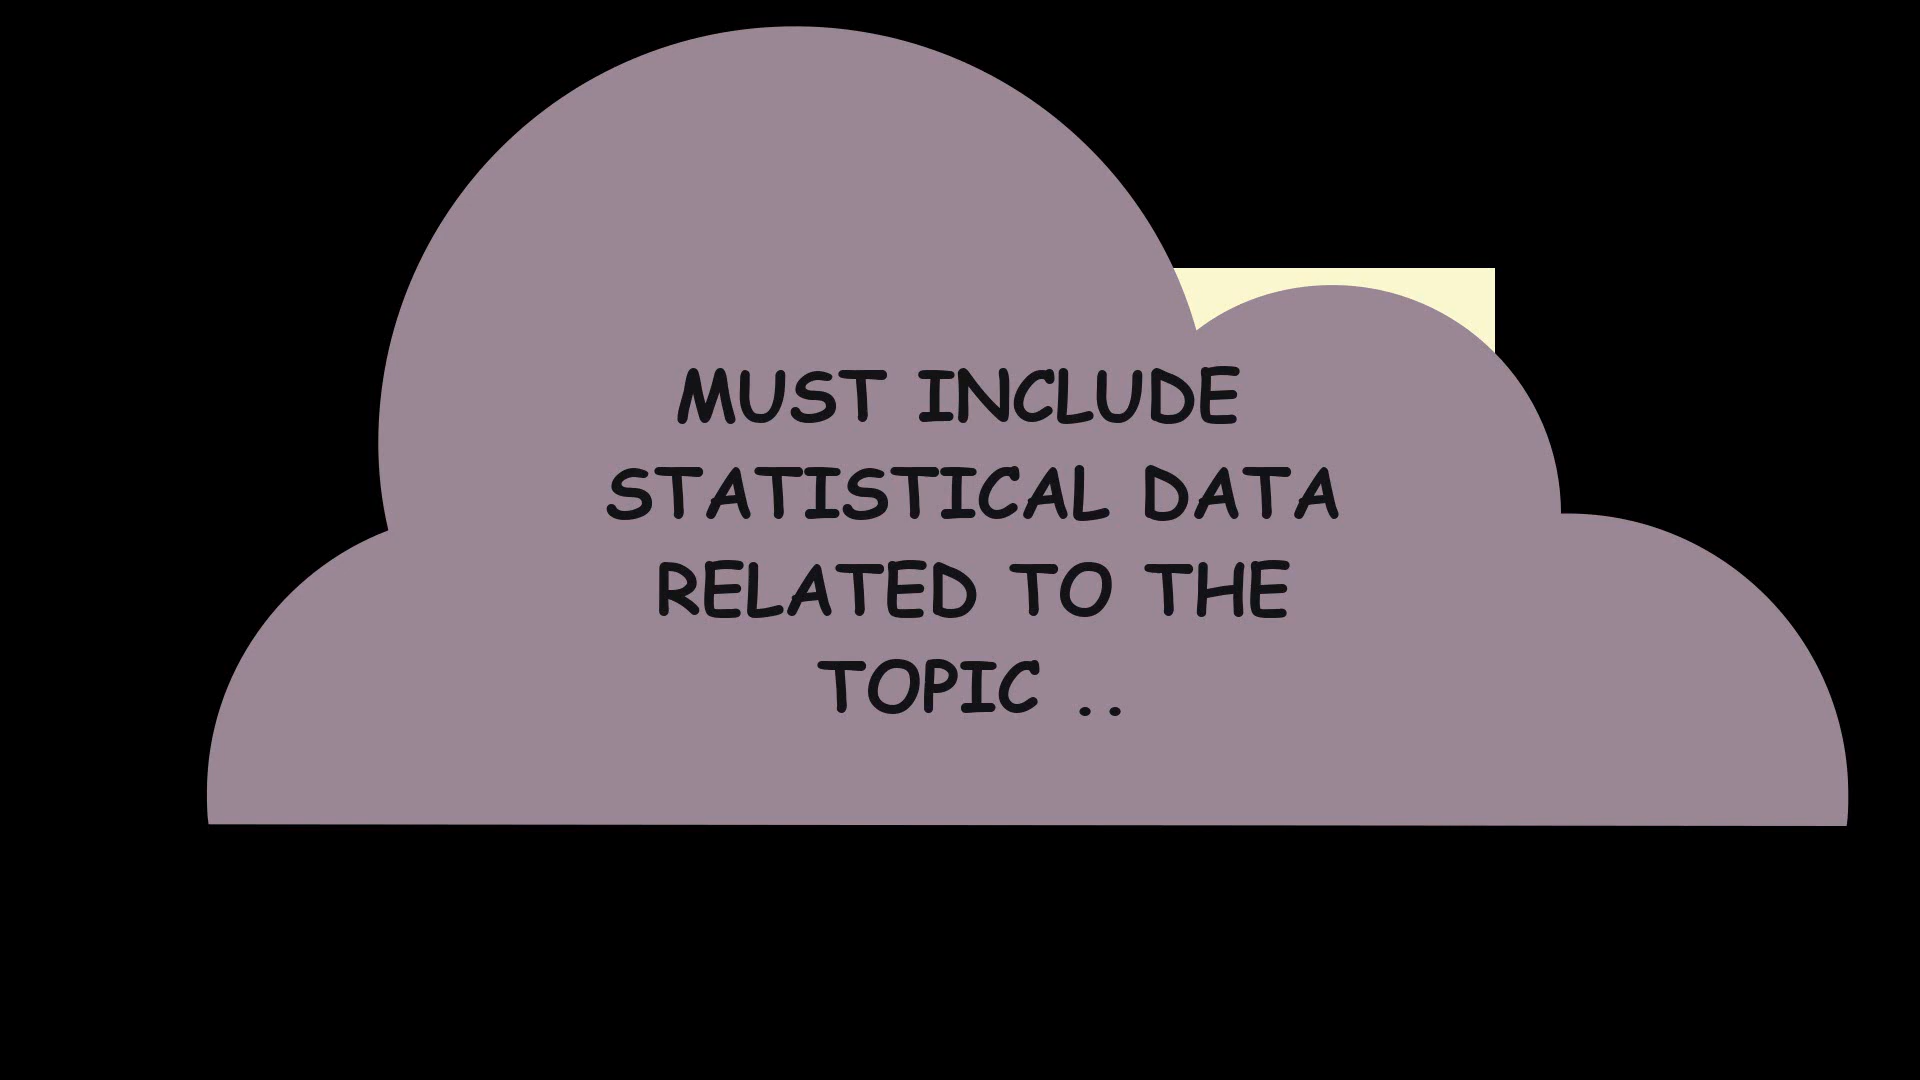 MUST INCLUDE
STATISTICAL DATA
RELATED TO THE
TOPIC ..